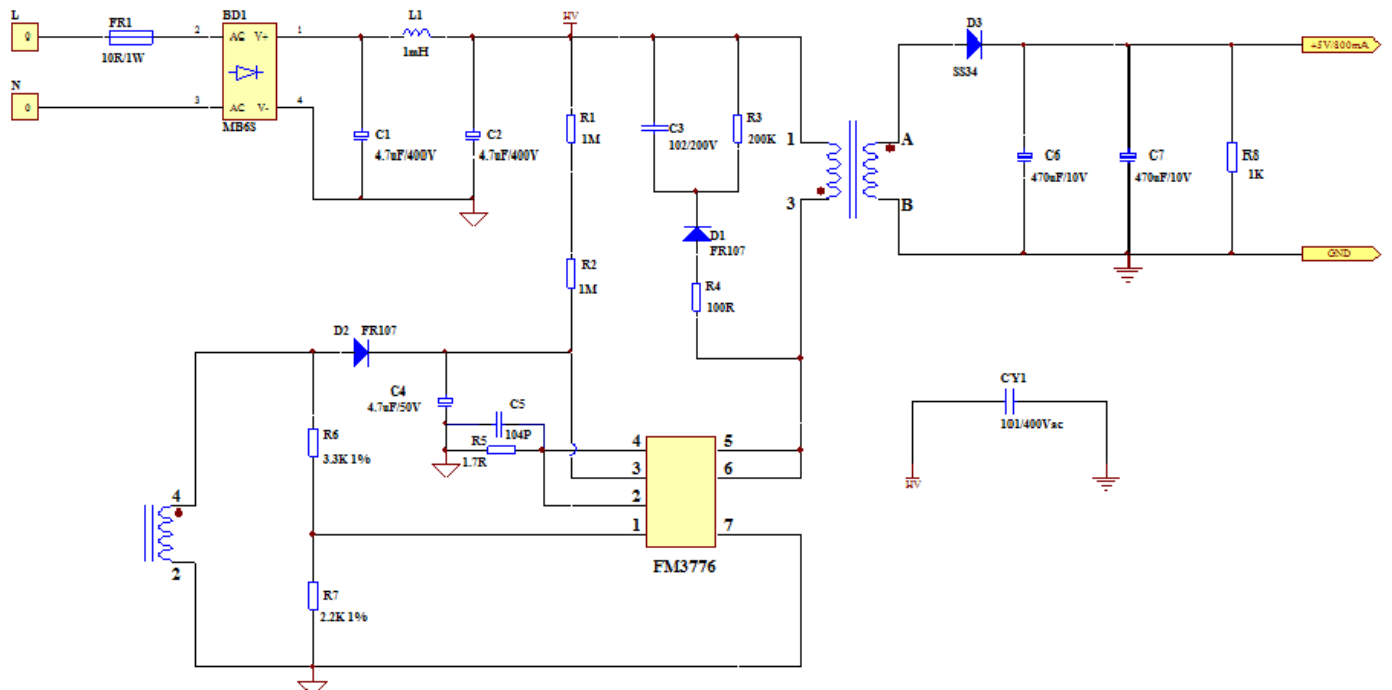 L
0
FR1
10R/1W
N
0
BD1
2
AC V+
1
3
AC V-
4
MB6S
L1
1mH
HV
C1
4.7uF/400V
C2
4.7uF/400V
R1
1M
R2
1M
C3
102/200V
R3
200K
D1
FR107
R4
100R
1
3
A
B
D3
SS34
C6
470uF/10V
C7
470uF/10V
R8
1K
+5V/800mA
GND
D2 FR107
C4
4.7uF/50V
C5
104P
R5
1.7R
R6
3.3K 1%
R7
2.2K 1%
4
2
4
3
2
1
5
6
7
FM3776
CY1
101/400Vac
HV